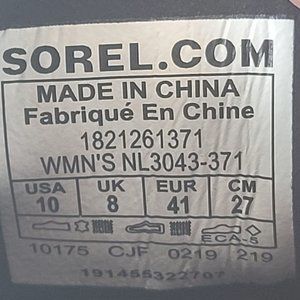 SOREL.COM
MADE IN CHINA
Fabriqué En Chine
1821261371
WMN'S NL3043-371
USA UK EUR CM
10 8 41 27
ECA-5
10175 CJF 0219 219
191455322707